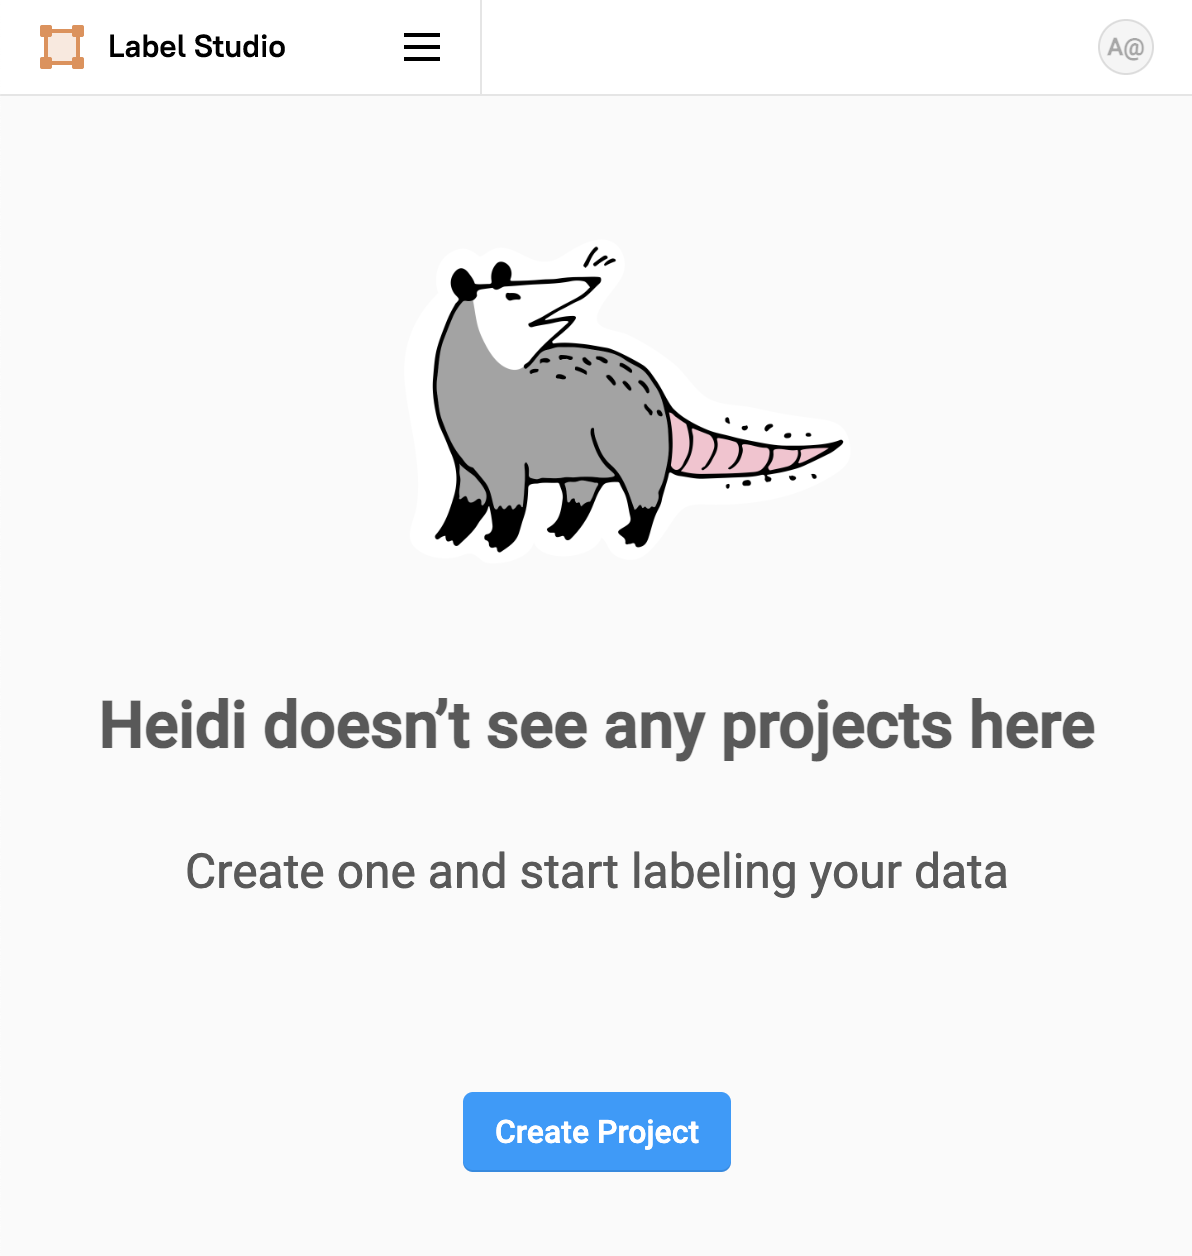 Label Studio
A@
Heidi doesn’t see any projects here
Create one and start labeling your data
Create Project